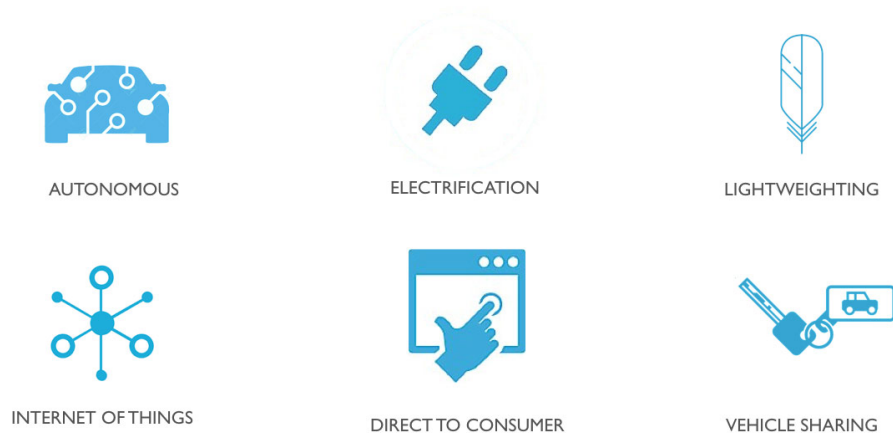 AUTONOMOUS
ELECTRIFICATION
LIGHTWEIGHTING
INTERNET OF THINGS
DIRECT TO CONSUMER
VEHICLE SHARING